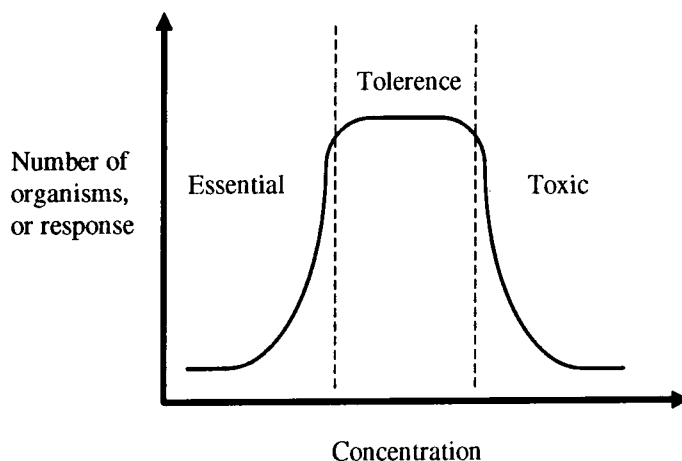 Tolerence
Number of
organisms,
or response
Essential
Toxic
Concentration